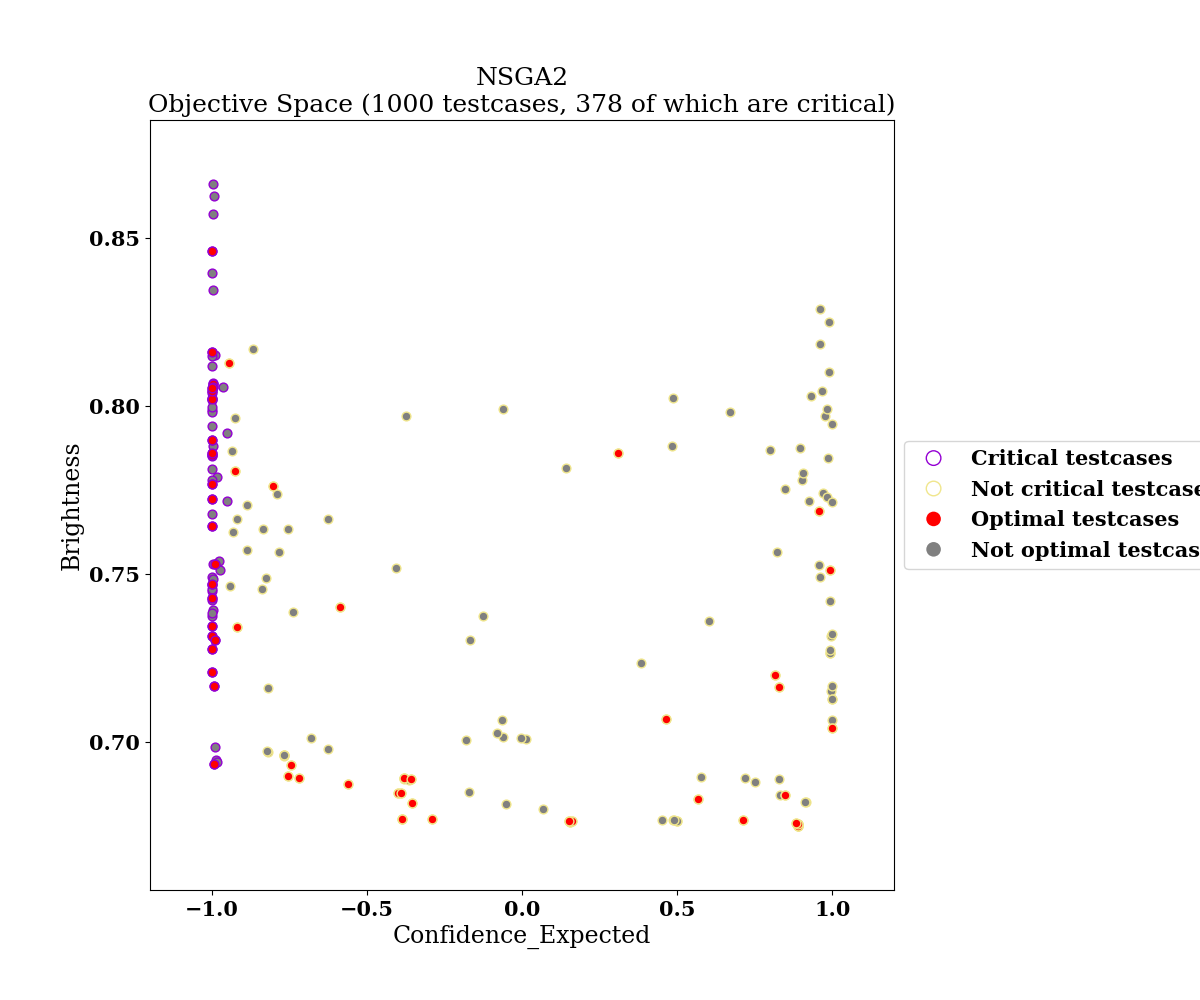 NSGA2
Objective Space (1000 testcases, 378 of which are critical)
0.85
0.80
0.75
0.70
Brightness
−1.0
−0.5
0.0
0.5
1.0
Confidence_Expected
Critical testcases
Not critical testcase
Optimal testcases
Not optimal testcas